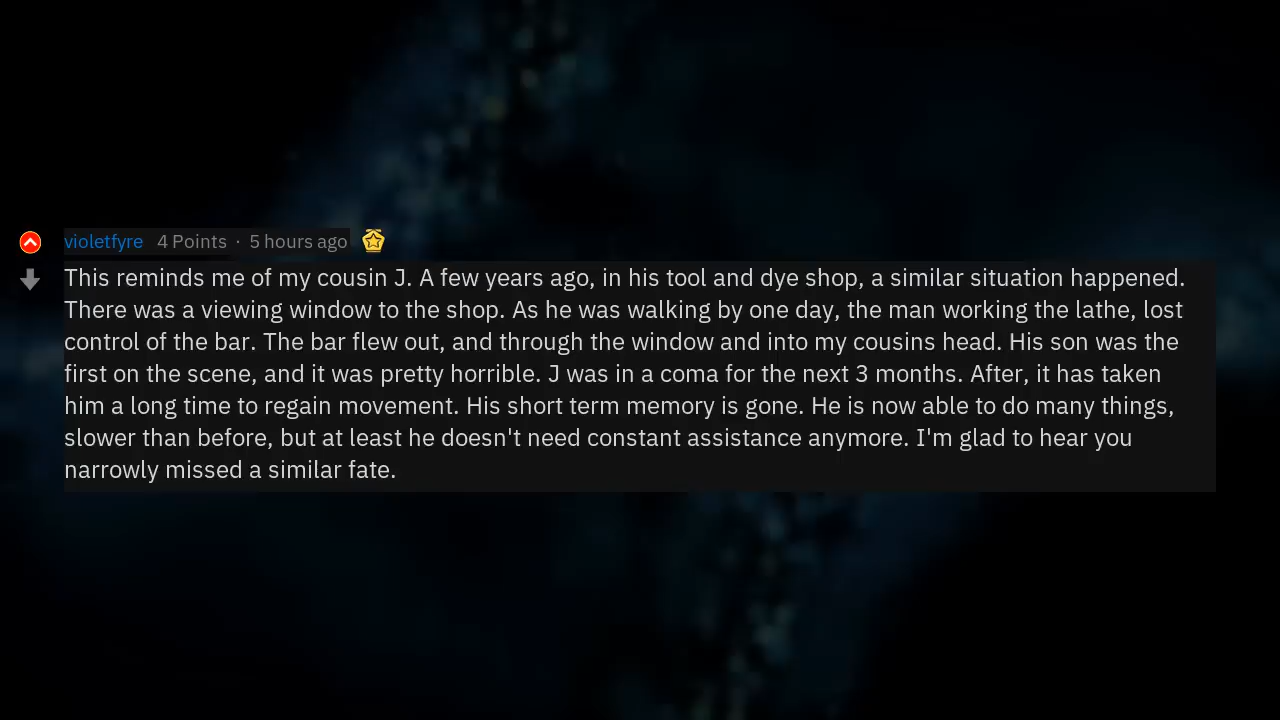 violetfyre 4 Points · 5 hours ago
This reminds me of my cousin J. A few years ago, in his tool and dye shop, a similar situation happened.
There was a viewing window to the shop. As he was walking by one day, the man working the lathe, lost
control of the bar. The bar flew out, and through the window and into my cousins head. His son was the
first on the scene, and it was pretty horrible. J was in a coma for the next 3 months. After, it has taken
him a long time to regain movement. His short term memory is gone. He is now able to do many things,
slower than before, but at least he doesn't need constant assistance anymore. I'm glad to hear you
narrowly missed a similar fate.